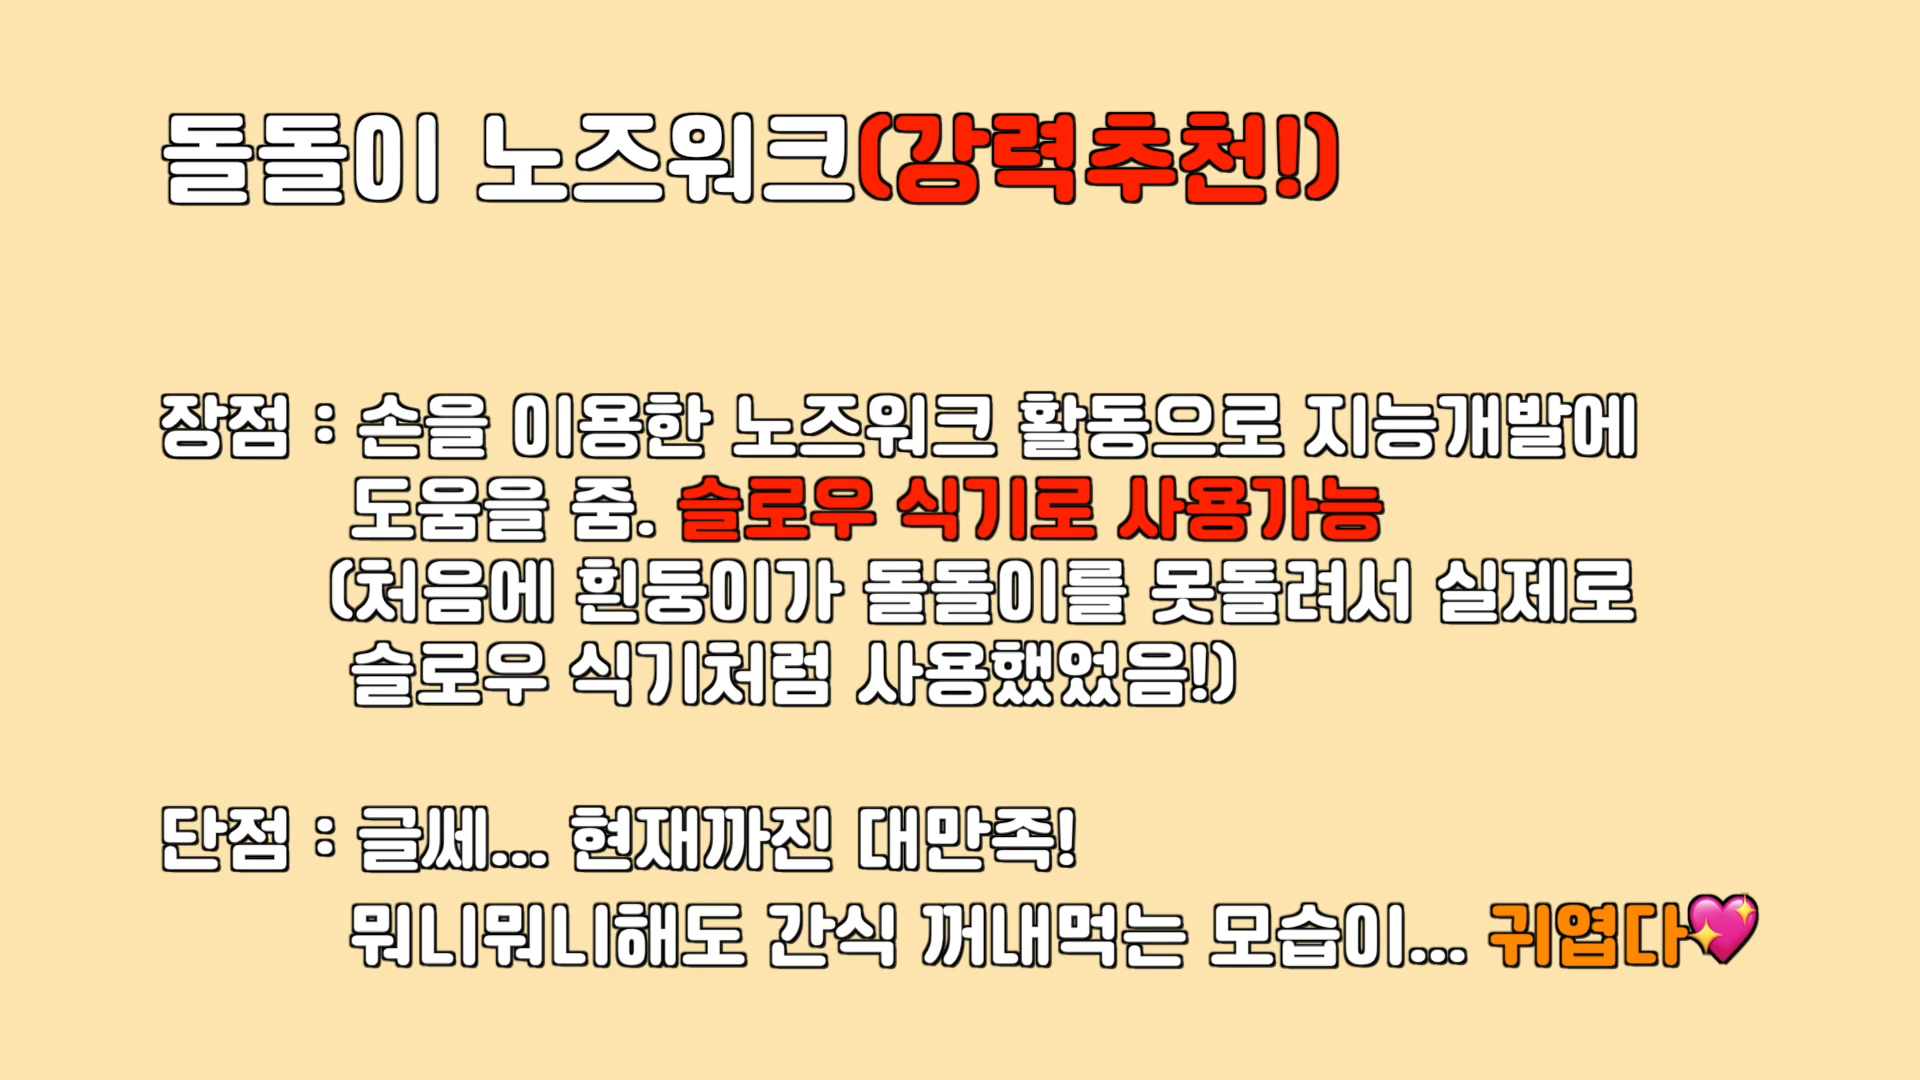 돌돌이 노즈워크(강력추천!)
장점 : 손을 이용한 노즈워크 활동으로 지능개발에
도움을 줌. 슬로우 식기로 사용가능
(처음에 흰둥이가 돌돌이를 못돌려서 실제로
슬로우 식기처럼 사용했었음!)
단점 : 글쎄... 현재까진 대만족!
뭐니뭐니해도 간식 꺼내먹는 모습이... 귀엽다💖